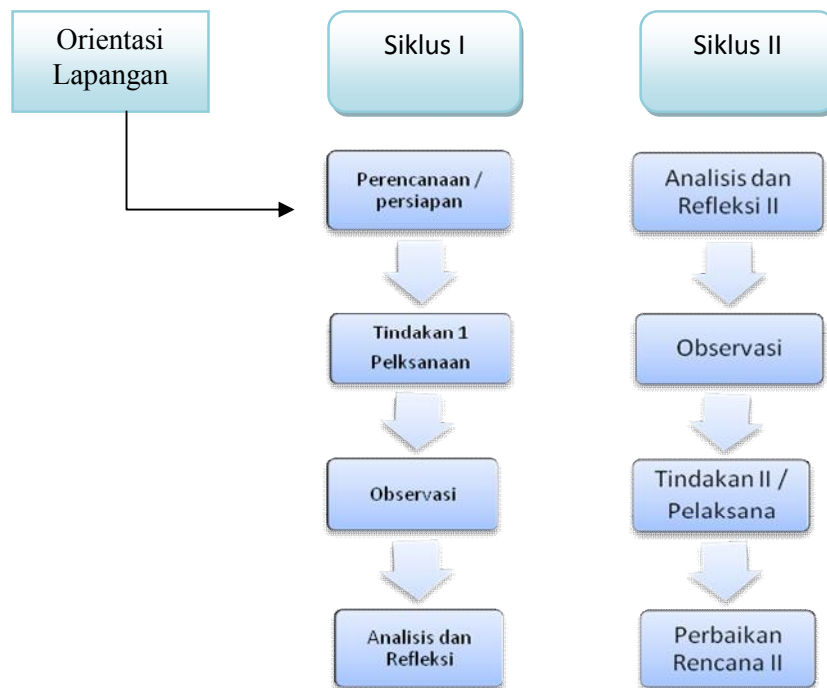 Orientasi
Lapangan
Siklus I
Siklus II
Perencanaan /
persiapan
Tindakan 1
Pelksanaan
Observasi
Analisis dan
Refleksi
Analisis dan
Refleksi II
Observasi
Tindakan II /
Pelaksana
Perbaikan
Rencana II